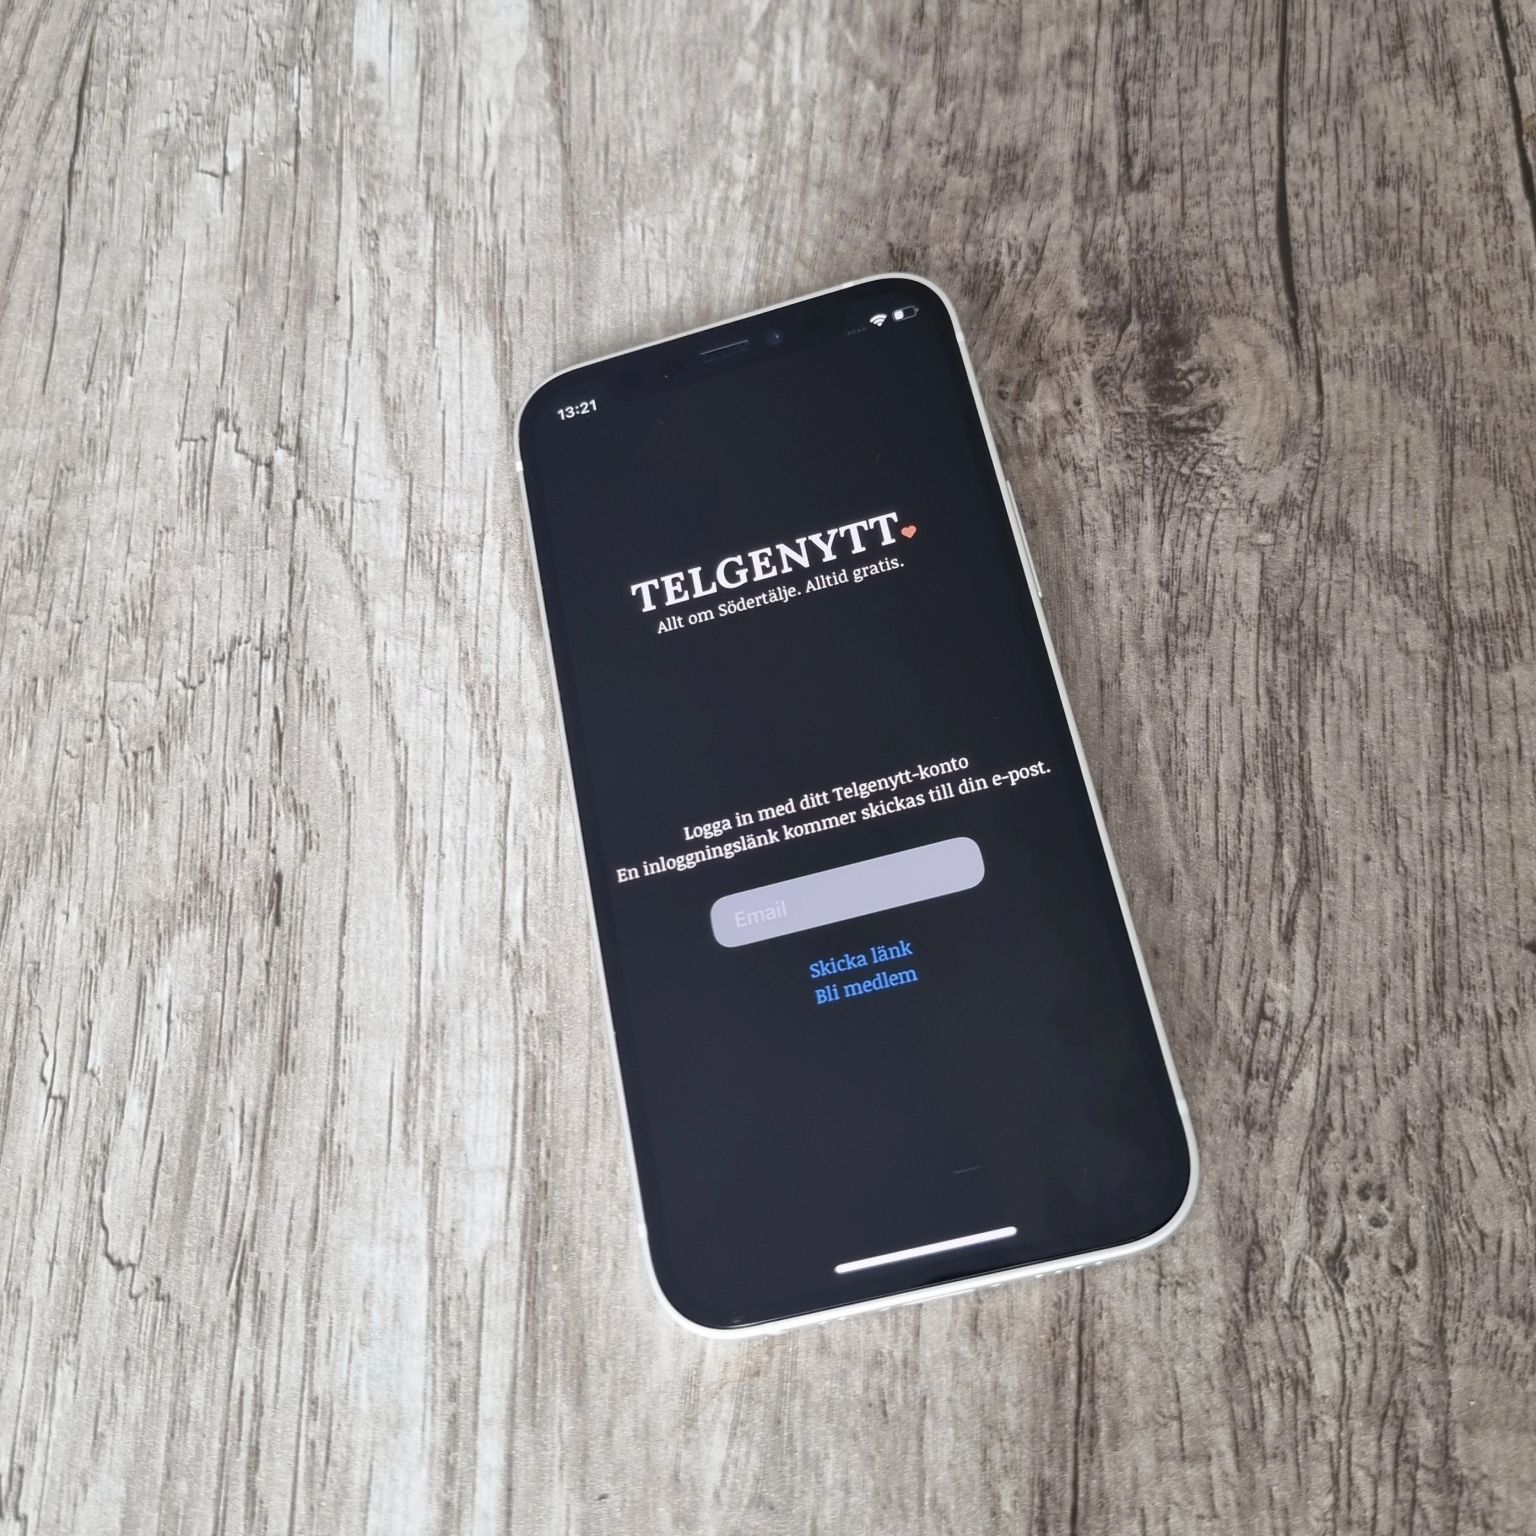 13:21
TELGENYTT
Allt om Södertälje. Alltid gratis.
Logga in med ditt Telgenytt-konto
En inloggningslänk kommer skickas till din e-post.
Email
Skicka länk
Bli medlem